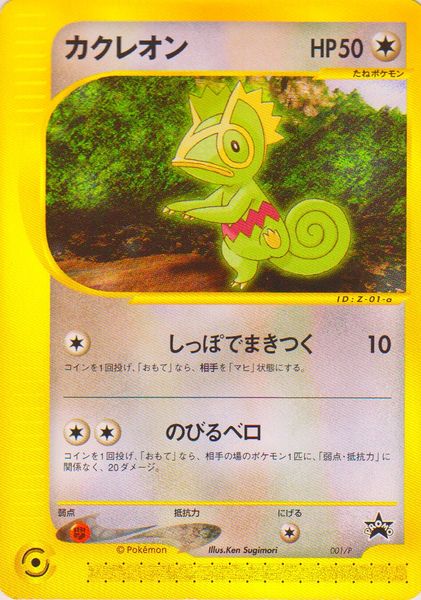 カクレオン HP50
たねポケモン
ID:Z-01-a
しっぽでまきつく 10
コインを1回投げ、「おもて」なら、相手を「マヒ」状態にする。
のびるベロ
コインを1回投げ、「おもて」なら、相手の場のポケモン1匹に、「弱点・抵抗力」に
関係なく、20ダメージ。
弱点 抵抗力 にげる
PROMO
© Pokémon Illus.Ken Sugimori 001/P